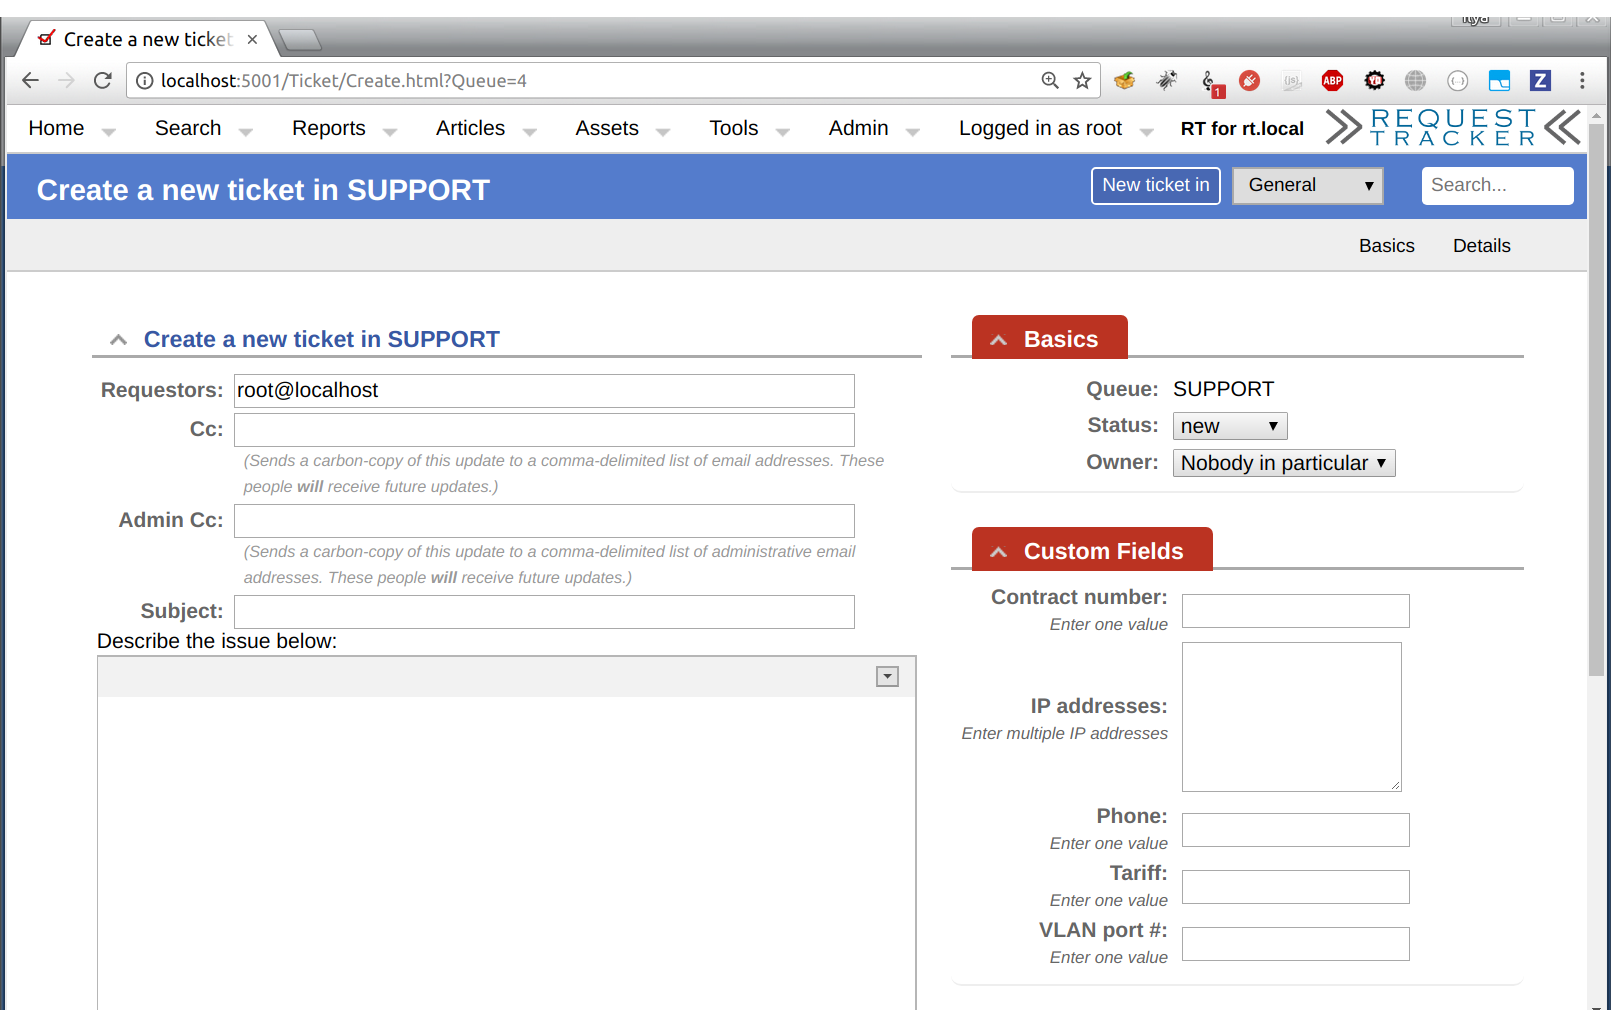 Ilya
Create a new ticket
localhost:5001/Ticket/Create.html?Queue=4
1
{js}
ABP
{...}
Z
Home Search Reports Articles Assets Tools Admin Logged in as root RT for rt.local REQUEST TRACKER
Create a new ticket in SUPPORT
New ticket in General Search...
Basics Details
Create a new ticket in SUPPORT
Requestors: root@localhost
Cc:
(Sends a carbon-copy of this update to a comma-delimited list of email addresses. These
people will receive future updates.)
Admin Cc:
(Sends a carbon-copy of this update to a comma-delimited list of administrative email
addresses. These people will receive future updates.)
Subject:
Describe the issue below:
Basics
Queue: SUPPORT
Status: new
Owner: Nobody in particular
Custom Fields
Contract number:
Enter one value
IP addresses:
Enter multiple IP addresses
Phone:
Enter one value
Tariff:
Enter one value
VLAN port #:
Enter one value